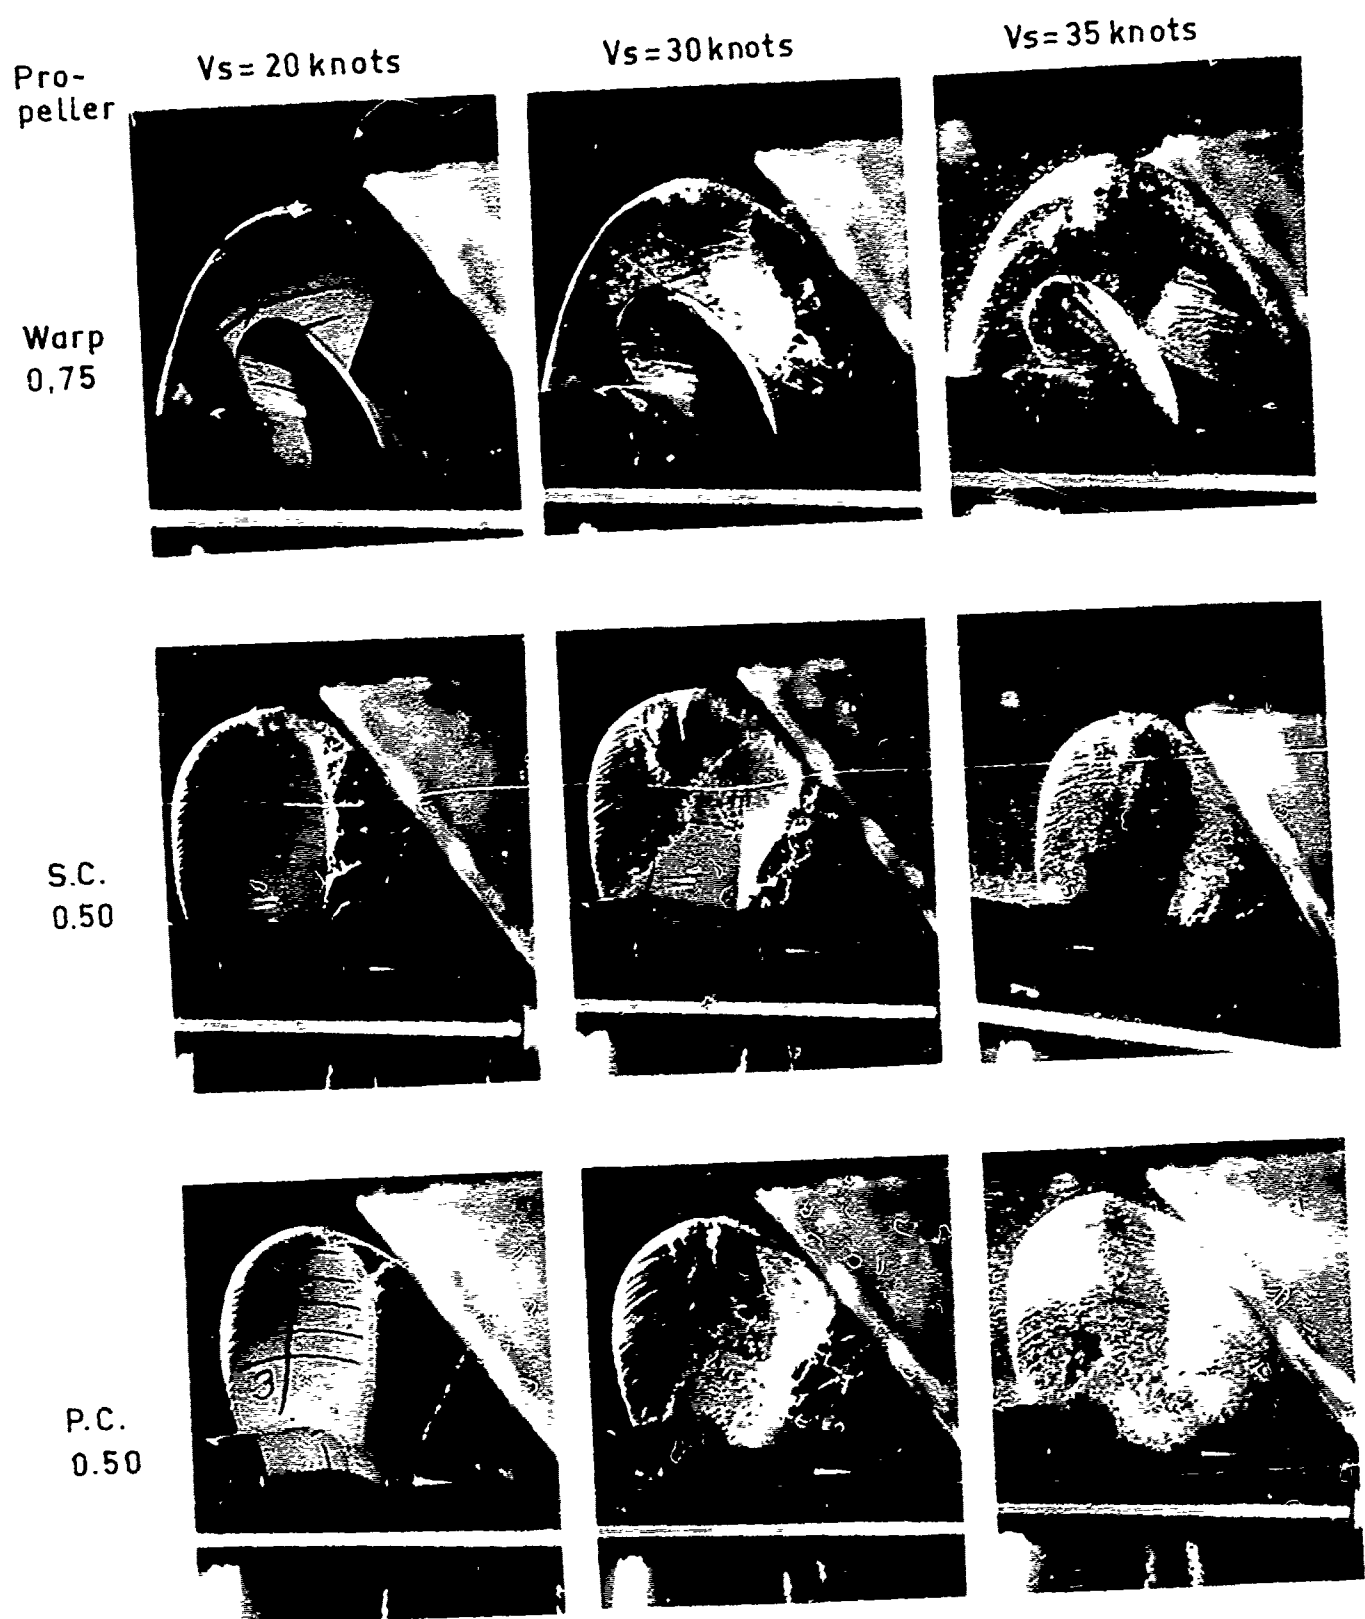 Pro-
peller
Vs= 20 knots
Vs= 30 knots
Vs= 35 knots
Warp
0,75
S.C.
0.50
P.C.
0.50
3